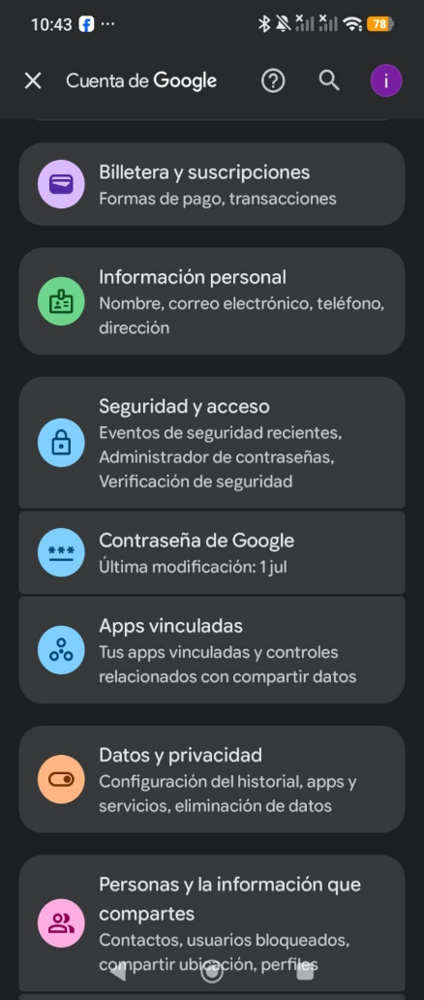 10:43
78
Cuenta de Google
i
Billetera y suscripciones
Formas de pago, transacciones
Información personal
Nombre, correo electrónico, teléfono,
dirección
Seguridad y acceso
Eventos de seguridad recientes,
Administrador de contraseñas,
Verificación de seguridad
***
Contraseña de Google
Última modificación: 1 jul
Apps vinculadas
Tus apps vinculadas y controles
relacionados con compartir datos
Datos y privacidad
Configuración del historial, apps y
servicios, eliminación de datos
Personas y la información que
compartes
Contactos, usuarios bloqueados,
compartir ubicación, perfiles